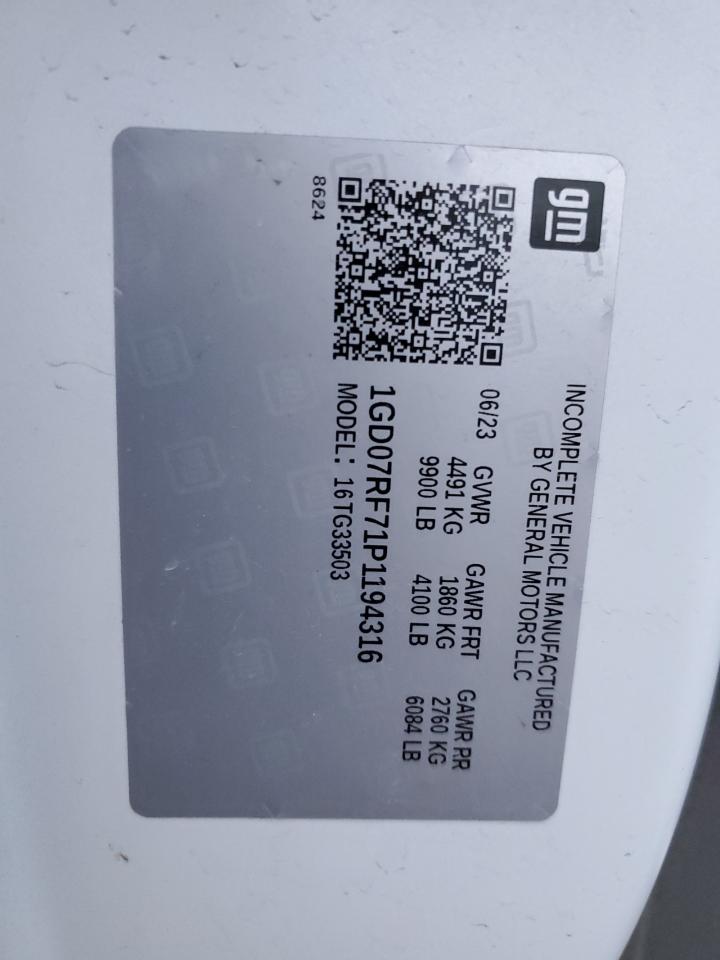 gm
INCOMPLETE VEHICLE MANUFACTURED
BY GENERAL MOTORS LLC
06/23 GVWR GAWR FRT GAWR RR
4491 KG 1860 KG 2760 KG
9900 LB 4100 LB 6084 LB
1GD07RF71P1194316
MODEL: 16TG33503
8624